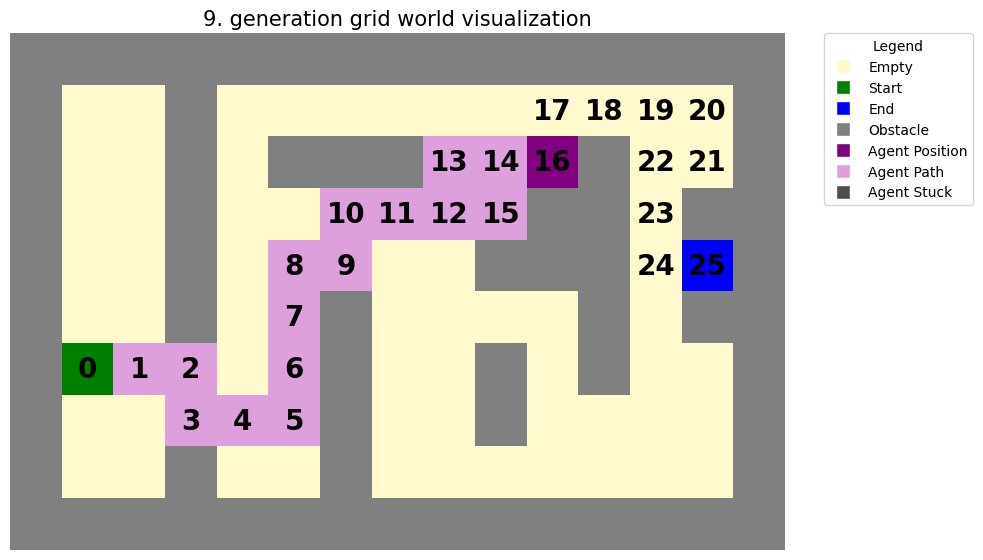 9. generation grid world visualization
17 18 19 20
13 14 16 22 21
10 11 12 15 23
8 9 24 25
7
0 1 2 6
3 4 5
Legend
Empty
Start
End
Obstacle
Agent Position
Agent Path
Agent Stuck